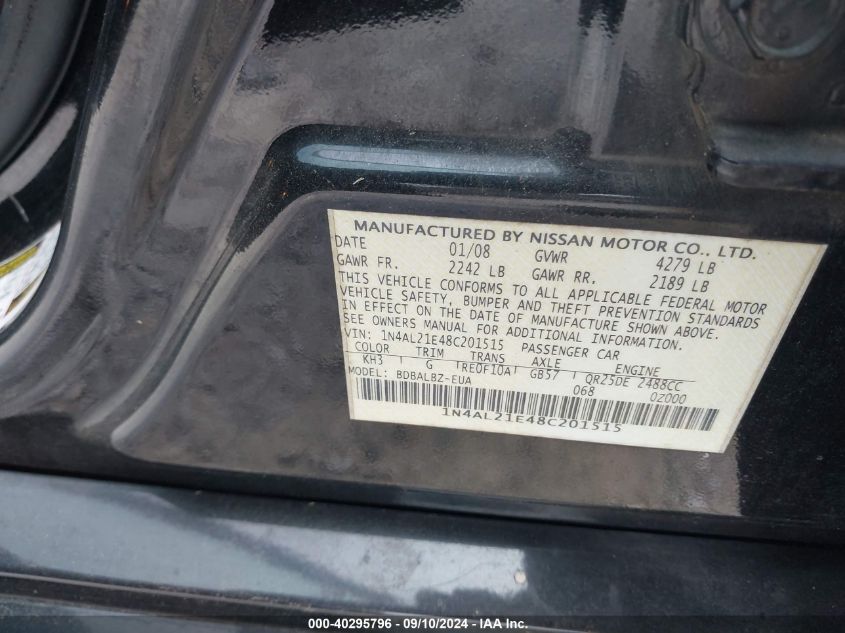 MANUFACTURED BY NISSAN MOTOR CO., LTD.
DATE 01/08 GVWR 4279 LB
GAWR FR. 2242 LB GAWR RR. 2189 LB
THIS VEHICLE CONFORMS TO ALL APPLICABLE FEDERAL MOTOR
VEHICLE SAFETY, BUMPER AND THEFT PREVENTION STANDARDS
IN EFFECT ON THE DATE OF MANUFACTURE SHOWN ABOVE.
SEE OWNERS MANUAL FOR ADDITIONAL INFORMATION.
VIN: 1N4AL21E48C201515 PASSENGER CAR
COLOR TRIM TRANS AXLE ENGINE
KH3 G RE0F10A GB57 QR25DE 2488CC
MODEL: BDBALBZ-EUA 068 0Z000
1N4AL21E48C201515
000-40295796 - 09/10/2024 - IAA, Inc.